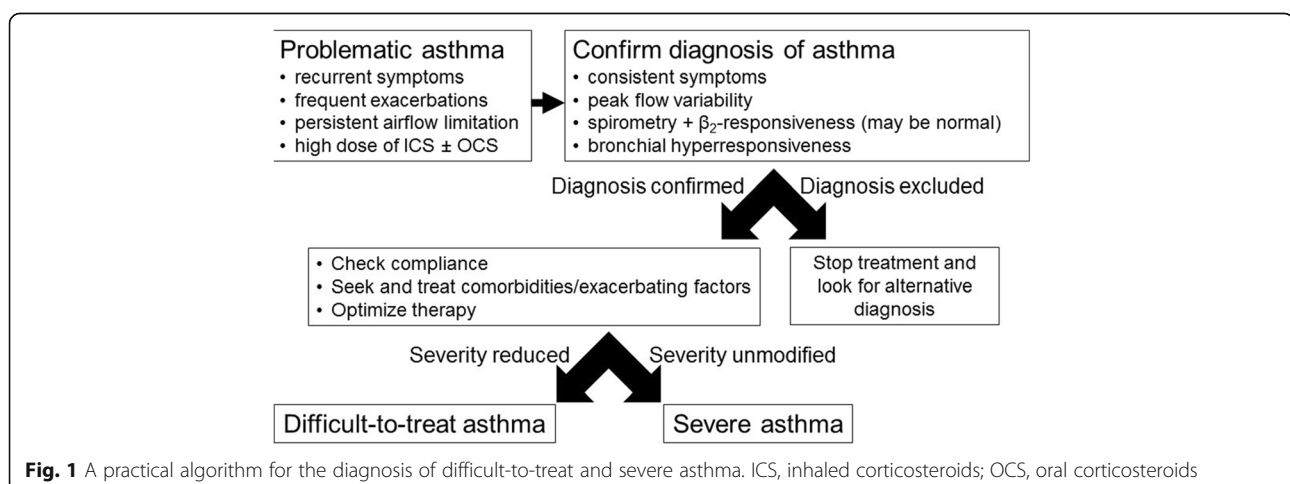 Problematic asthma
• recurrent symptoms
• frequent exacerbations
• persistent airflow limitation
• high dose of ICS ± OCS
Confirm diagnosis of asthma
• consistent symptoms
• peak flow variability
• spirometry + β₂-responsiveness (may be normal)
• bronchial hyperresponsiveness
Diagnosis confirmed
Diagnosis excluded
• Check compliance
• Seek and treat comorbidities/exacerbating factors
• Optimize therapy
Stop treatment and
look for alternative
diagnosis
Severity reduced
Severity unmodified
Difficult-to-treat asthma
Severe asthma
Fig. 1 A practical algorithm for the diagnosis of difficult-to-treat and severe asthma. ICS, inhaled corticosteroids; OCS, oral corticosteroids